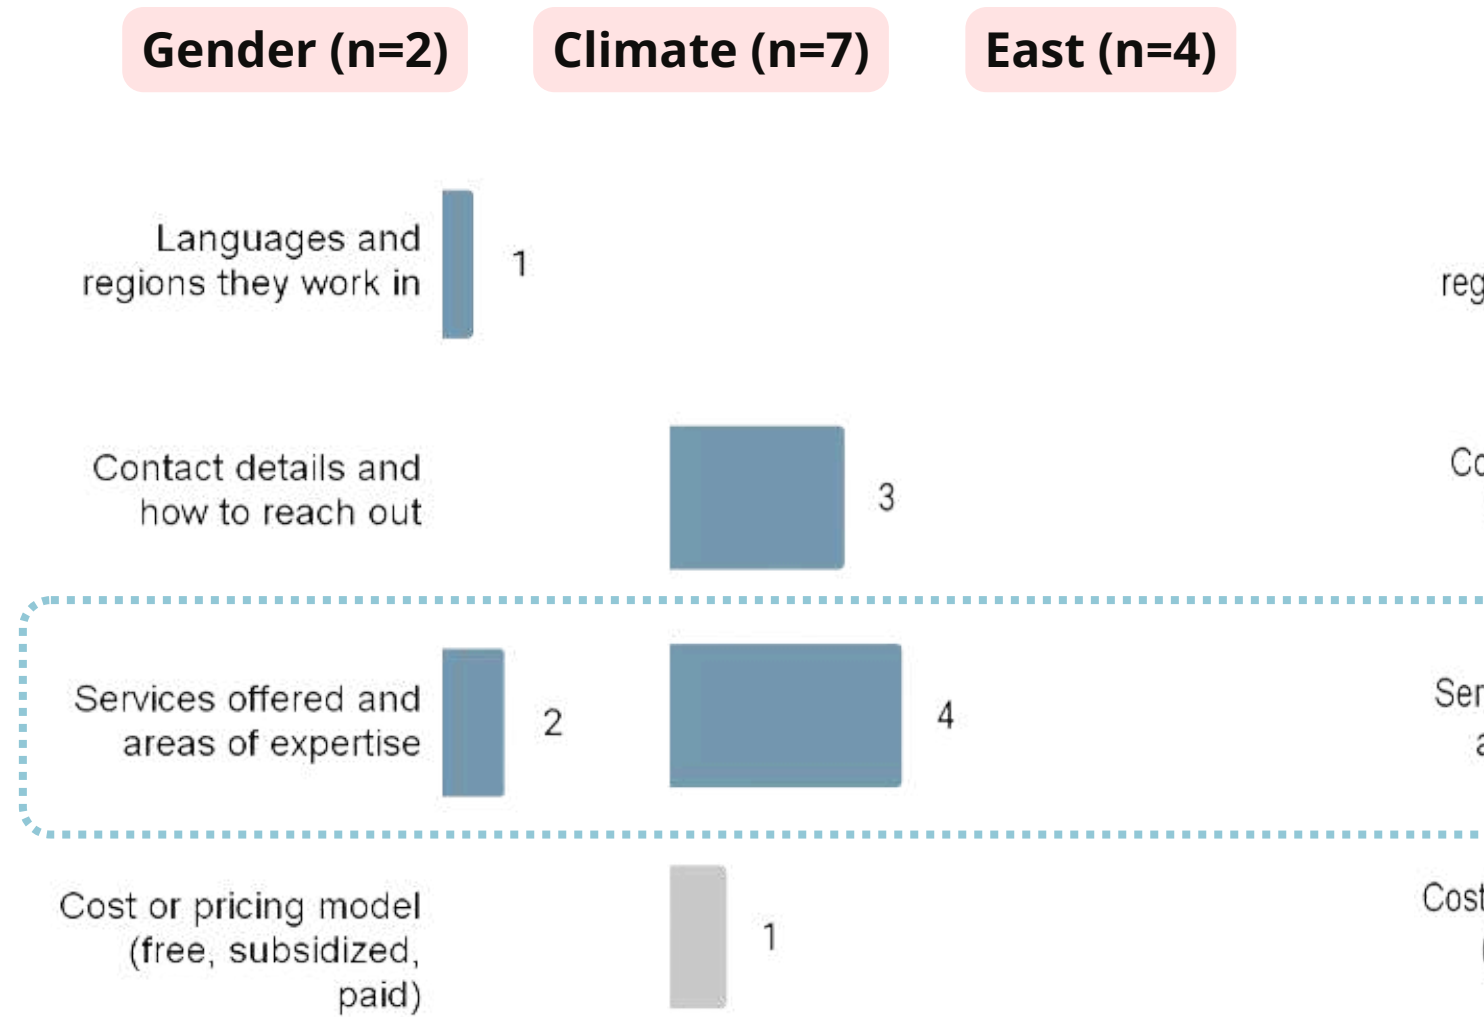 Gender (n=2)
Climate (n=7)
East (n=4)
Languages and
regions they work in
1
Contact details and
how to reach out
3
Services offered and
areas of expertise
2
4
Cost or pricing model
(free, subsidized,
paid)
1
Cost